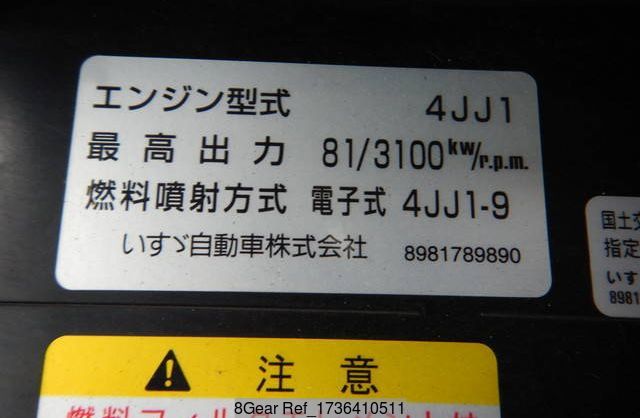 エンジン型式 4JJ1
最高出力 81/3100kw/r.p.m.
燃料噴射方式 電子式 4JJ1-9
いすゞ自動車株式会社 8981789890
国土交
指定
いす
8981
注意
8Gear Ref_1736410511